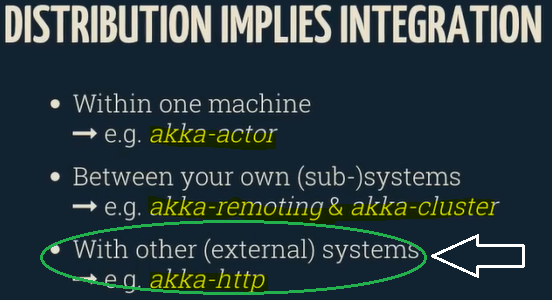 DISTRIBUTION IMPLIES INTEGRATION
• Within one machine
→ e.g. akka-actor
• Between your own (sub-)systems
→ e.g. akka-remoting & akka-cluster
• With other (external) systems
→ e.g. akka-http